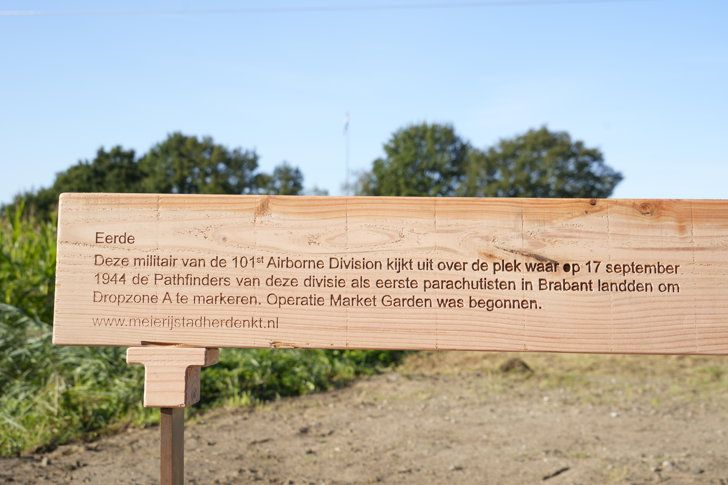 Eerde
Deze militair van de 101st Airborne Division kijkt uit over de plek waar op 17 september
1944 de Pathfinders van deze divisie als eerste parachutisten in Brabant landden om
Dropzone A te markeren. Operatie Market Garden was begonnen.
www.meierijstadherdenkt.nl